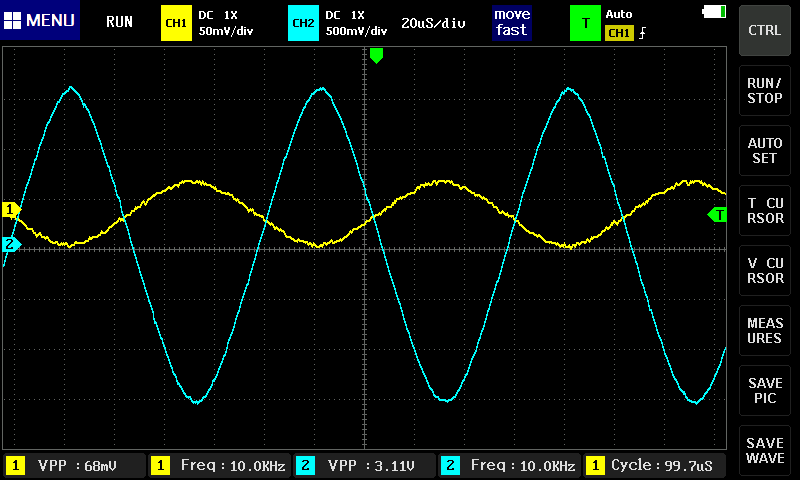 MENU
RUN
CH1
DC 1X
50mV/div
CH2
DC 1X
500mV/div
20uS/div
move
fast
T
Auto
CH1
CTRL
RUN/
STOP
AUTO
SET
T CU
RSOR
V CU
RSOR
MEAS
URES
SAVE
PIC
SAVE
WAVE
1
2
T
1 VPP :68mV
1 Freq :10.0KHz
2 VPP :3.11V
2 Freq :10.0KHz
1 Cycle :99.7uS